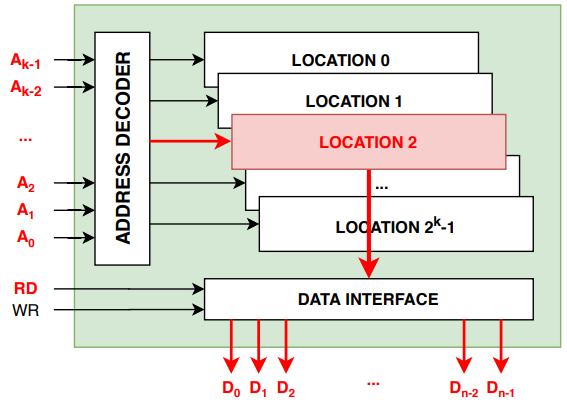 A_{k-1}
A_{k-2}
...
A_2
A_1
A_0
RD
WR
ADDRESS DECODER
LOCATION 0
LOCATION 1
LOCATION 2
...
LOCATION 2^k-1
DATA INTERFACE
D_0 D_1 D_2 ... D_{n-2} D_{n-1}